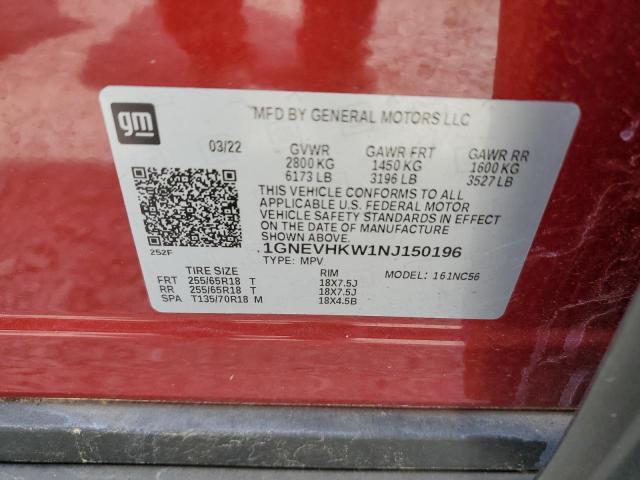 gm
MFD BY GENERAL MOTORS LLC
03/22 GVWR GAWR FRT GAWR RR
2800 KG 1450 KG 1600 KG
6173 LB 3196 LB 3527 LB
THIS VEHICLE CONFORMS TO ALL
APPLICABLE U.S. FEDERAL MOTOR
VEHICLE SAFETY STANDARDS IN EFFECT
ON THE DATE OF MANUFACTURE
SHOWN ABOVE.
252F
1GNEVHKW1NJ150196
TYPE: MPV MODEL: 161NC56
TIRE SIZE RIM
FRT 255/65R18 T 18X7.5J
RR 255/65R18 T 18X7.5J
SPA T135/70R18 M 18X4.5B